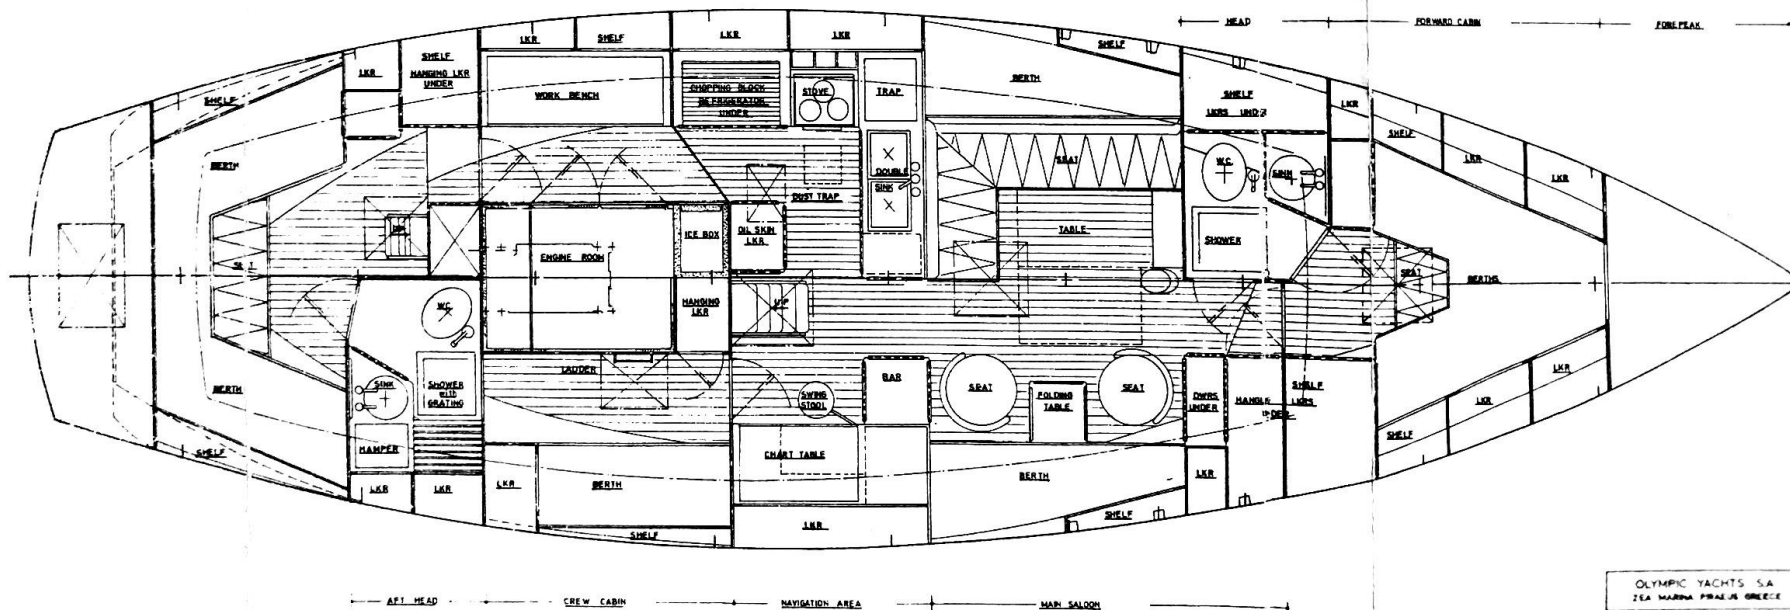 HEAD
FORWARD CABIN
FOREPEAK
LKR
SHELF
LKR
LKR
SHELF
HANGING LKR
UNDER
LKR
SHELF
SHELF
WORK BENCH
CHOPPING BLOCK
REFRIGERATOR
UNDER
STOVE
TRAP
BERTH
SHELF
LKRS UNDER
LKR
SHELF
LKR
LKR
BERTH
SEAT
W.C.
SINK
DOUBLE
SINK
DUST TRAP
ICE BOX
OIL SKIN
LKR
TABLE
SHOWER
ENGINE ROOM
SEAT
BERTHS
HANGING
LKR
UP
W.C.
LADDER
BAR
SEAT
FOLDING
TABLE
SEAT
DWRS
UNDER
SHELF
LKRS
LKR
BERTH
SINK
SHOWER
with
GRATING
SWING
STOOL
LKR
SHELF
HAMPER
SHELF
CHART TABLE
BERTH
LKR
LKR
LKR
LKR
BERTH
SHELF
LKR
SHELF
AFT HEAD
CREW CABIN
NAVIGATION AREA
MAIN SALOON
OLYMPIC YACHTS S.A
ZEA MARINA PIRAEUS GREECE